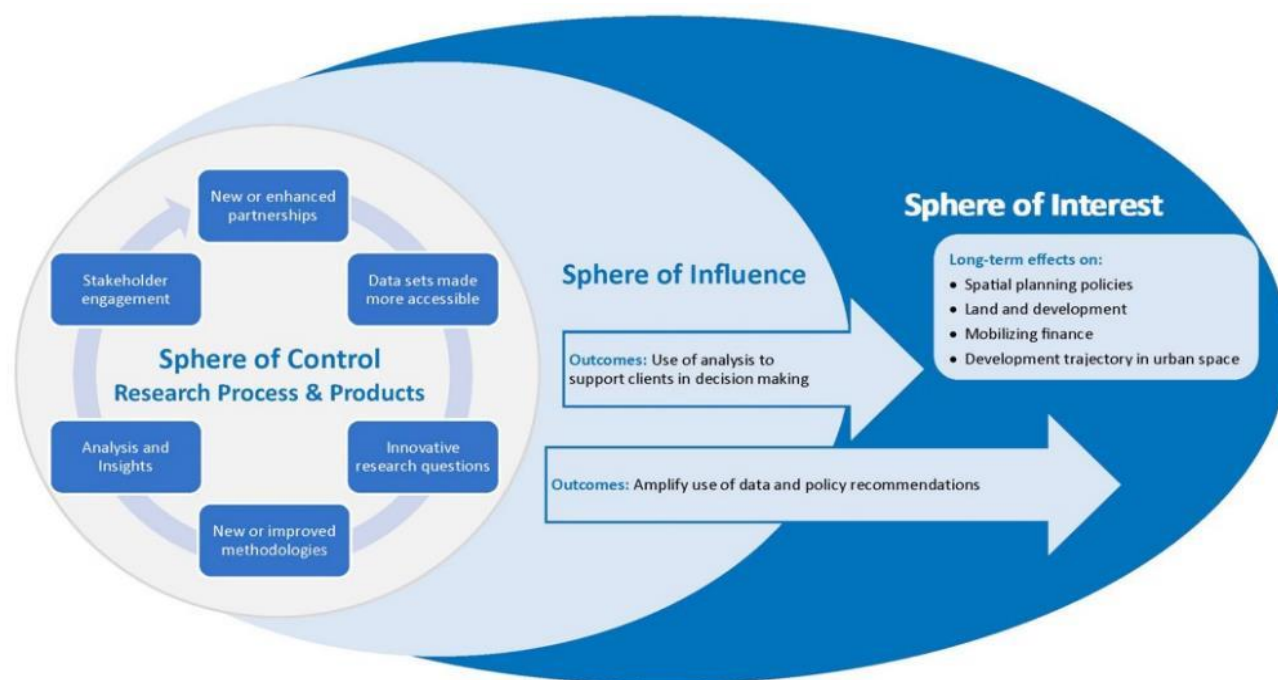 New or enhanced
partnerships
Data sets made
more accessible
Innovative
research questions
New or improved
methodologies
Analysis and
Insights
Stakeholder
engagement
Sphere of Control
Research Process & Products
Sphere of Influence
Outcomes: Use of analysis to
support clients in decision making
Outcomes: Amplify use of data and policy recommendations
Sphere of Interest
Long-term effects on:
• Spatial planning policies
• Land and development
• Mobilizing finance
• Development trajectory in urban space